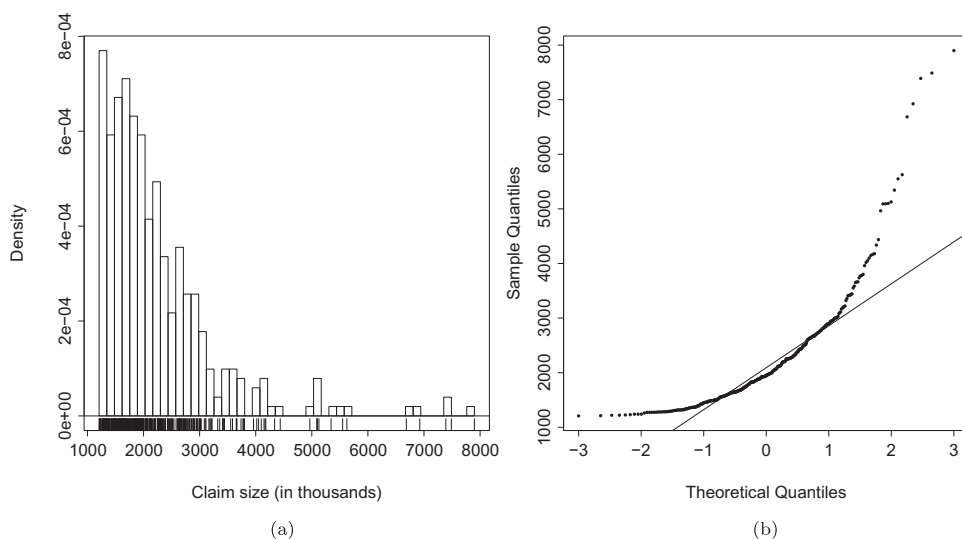 Density
0e+00 2e−04 4e−04 6e−04 8e−04
1000 2000 3000 4000 5000 6000 7000 8000
Claim size (in thousands)
(a)
Sample Quantiles
1000 2000 3000 4000 5000 6000 7000 8000
−3 −2 −1 0 1 2 3
Theoretical Quantiles
(b)